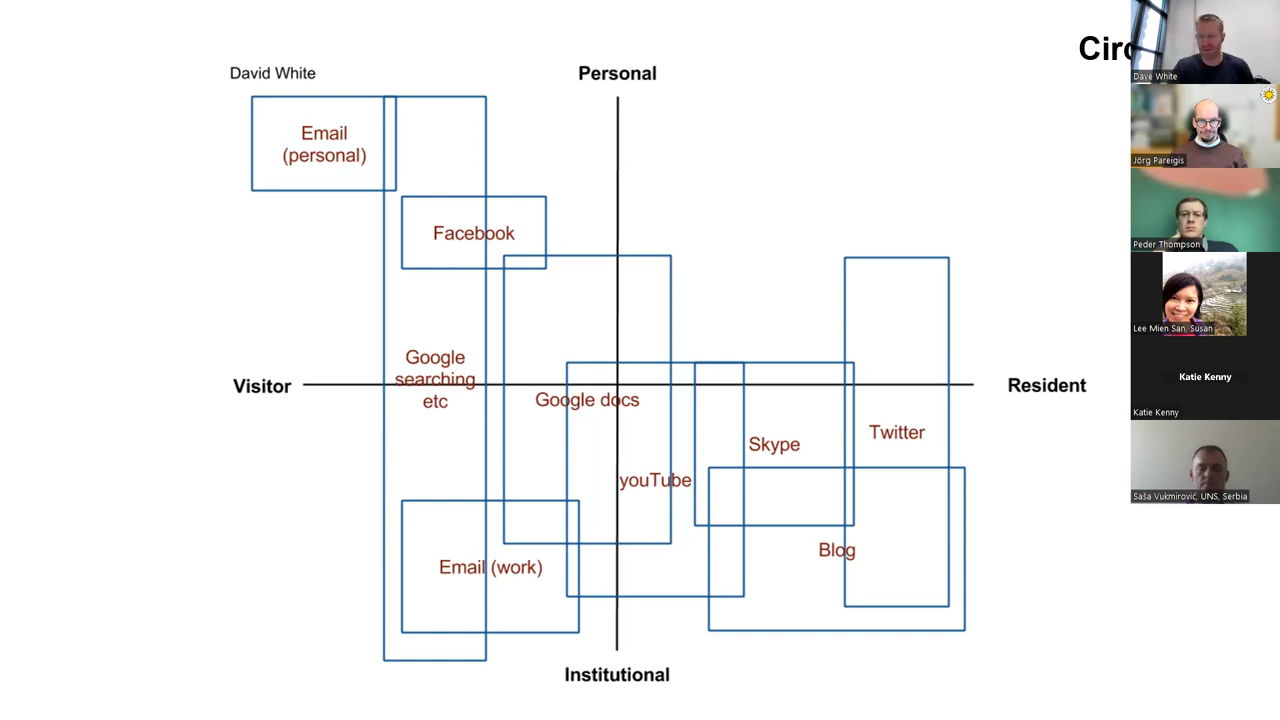 David White
Personal
Circ
Email
(personal)
Facebook
Google
searching
etc
Visitor
Resident
Google docs
Skype
Twitter
youTube
Blog
Email (work)
Institutional
Dave White
Jörg Pareigis
Peder Thompson
Lee Mien San, Susan
Katie Kenny
Katie Kenny
Saša Vukmirović, UNS, Serbia